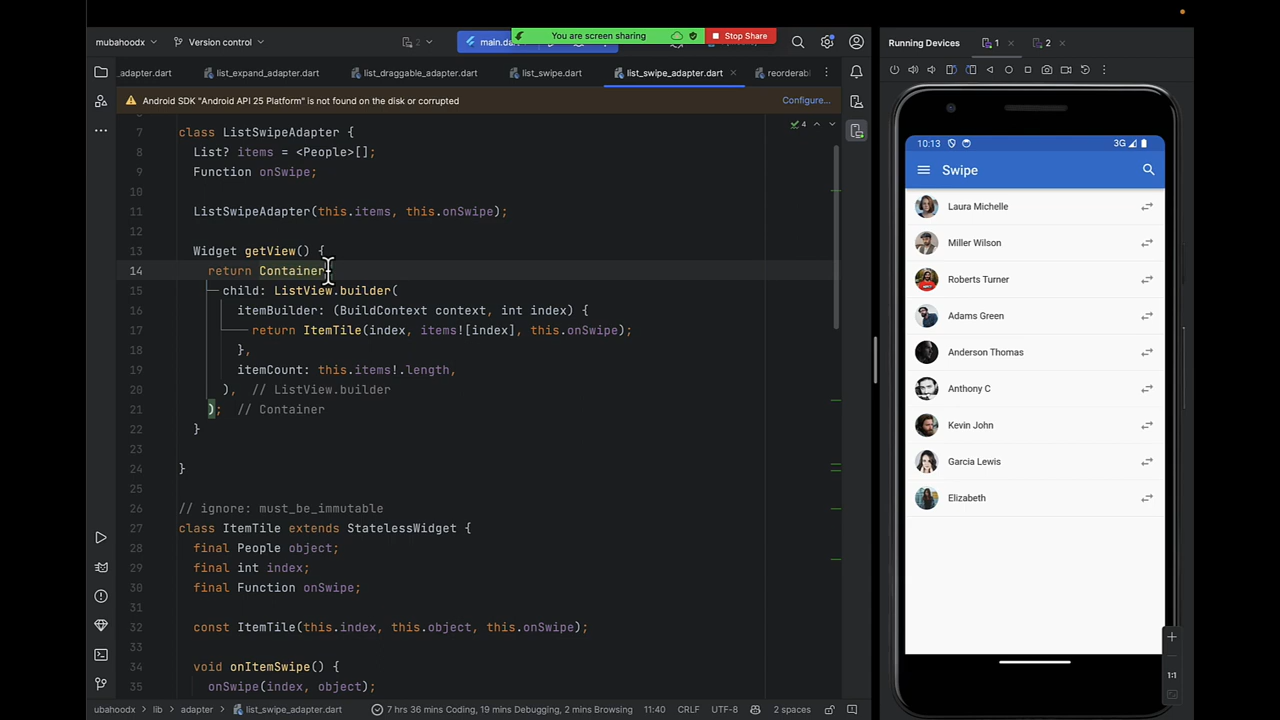 mubahoodx
Version control
2
main.dar
You are screen sharing
Stop Share
_adapter.dart
list_expand_adapter.dart
list_draggable_adapter.dart
list_swipe.dart
list_swipe_adapter.dart
reorderabl
Android SDK "Android API 25 Platform" is not found on the disk or corrupted
Configure...
4
7 class ListSwipeAdapter {
8 List? items = <People>[];
9 Function onSwipe;
10
11 ListSwipeAdapter(this.items, this.onSwipe);
12
13 Widget getView() {
14 return Container(
15 child: ListView.builder(
16 itemBuilder: (BuildContext context, int index) {
17 return ItemTile(index, items![index], this.onSwipe);
18 },
19 itemCount: this.items!.length,
20 ), // ListView.builder
21 ); // Container
22 }
23
24 }
25
26 // ignore: must_be_immutable
27 class ItemTile extends StatelessWidget {
28 final People object;
29 final int index;
30 final Function onSwipe;
31
32 const ItemTile(this.index, this.object, this.onSwipe);
33
34 void onItemSwipe() {
35 onSwipe(index, object);
ubahoodx > lib > adapter > list_swipe_adapter.dart
7 hrs 36 mins Coding, 19 mins Debugging, 2 mins Browsing
11:40
CRLF
UTF-8
2 spaces
Running Devices
1
2
10:13
3G
Swipe
Laura Michelle
Miller Wilson
Roberts Turner
Adams Green
Anderson Thomas
Anthony C
Kevin John
Garcia Lewis
Elizabeth
1:1